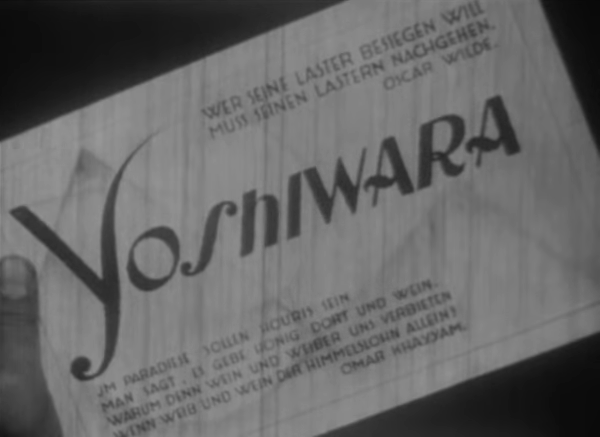 WER SEINE LASTER BESIEGEN WILL
MUSS SEINEN LASTERN NACHGEHEN.
OSCAR WILDE.
YOSHIWARA
JM PARADIESE SOLLEN HOURIS SEIN
MAN SAGT, ES GEBE HONIG DORT UND WEIN.
WARUM DENN WEIN UND WEIBER UNS VERBIETEN
WENN WEIB UND WEIN DER HIMMELSLOHN ALLEIN?
OMAR KHAYYAM.